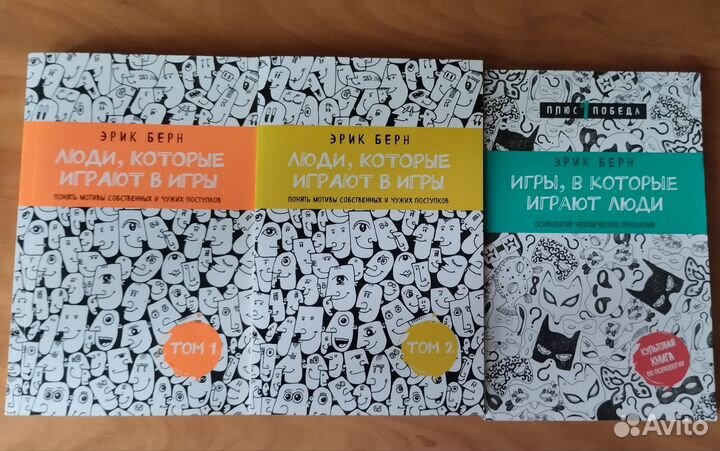 ЭРИК БЕРН
ЛЮДИ, КОТОРЫЕ
ИГРАЮТ В ИГРЫ
ПОНЯТЬ МОТИВЫ СОБСТВЕННЫХ И ЧУЖИХ ПОСТУПКОВ
ТОМ 1
ЭРИК БЕРН
ЛЮДИ, КОТОРЫЕ
ИГРАЮТ В ИГРЫ
ПОНЯТЬ МОТИВЫ СОБСТВЕННЫХ И ЧУЖИХ ПОСТУПКОВ
ТОМ 2
ПЛЮС 1 ПОБЕДА
ЭРИК БЕРН
ИГРЫ, В КОТОРЫЕ
ИГРАЮТ ЛЮДИ
ПСИХОЛОГИЯ ЧЕЛОВЕЧЕСКИХ ОТНОШЕНИЙ
КУЛЬТОВАЯ
КНИГА
ПО ПСИХОЛОГИИ
Avito